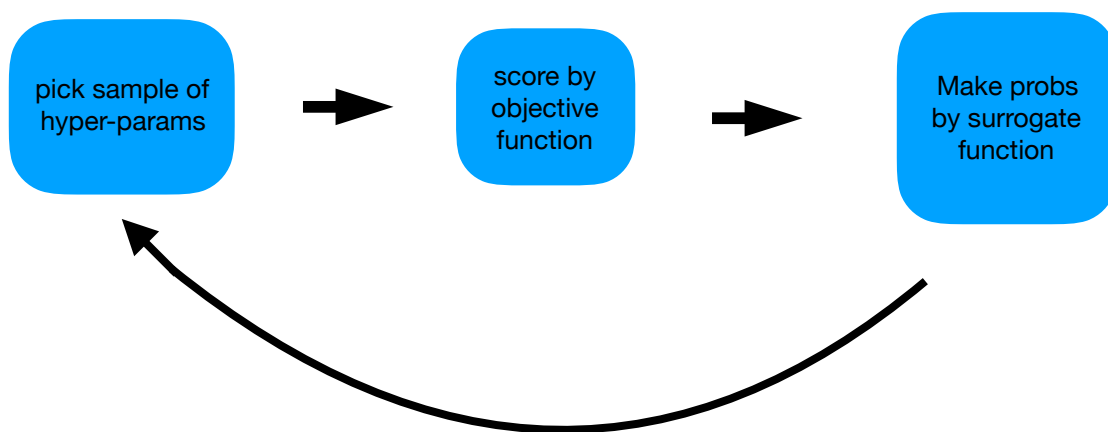 pick sample of
hyper-params
score by
objective
function
Make probs
by surrogate
function